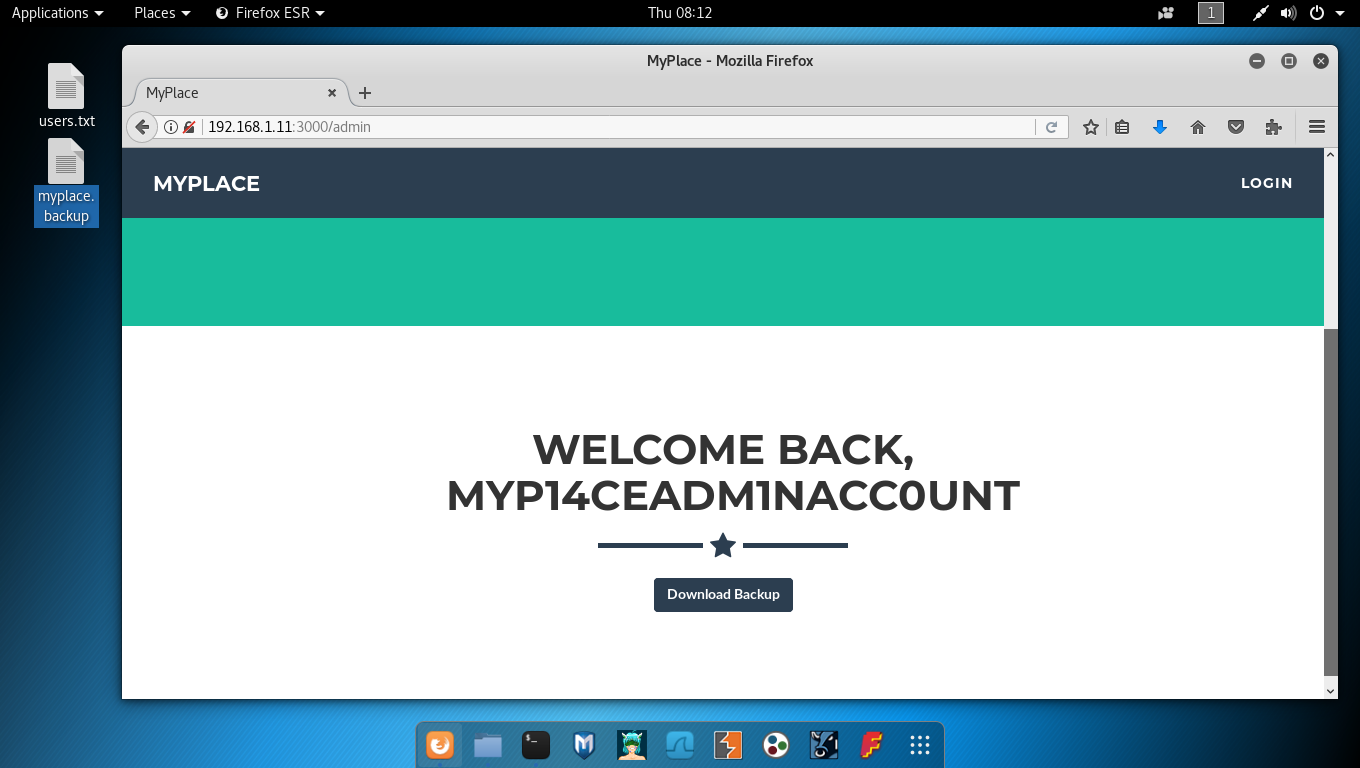 Applications Places Firefox ESR Thu 08:12 1
users.txt
myplace.
backup
MyPlace - Mozilla Firefox
MyPlace
192.168.1.11:3000/admin
MYPLACE LOGIN
WELCOME BACK,
MYP14CEADM1NACC0UNT
Download Backup
$_